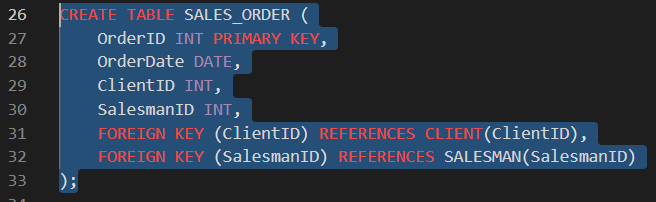 26 CREATE TABLE SALES_ORDER (
27 OrderID INT PRIMARY KEY,
28 OrderDate DATE,
29 ClientID INT,
30 SalesmanID INT,
31 FOREIGN KEY (ClientID) REFERENCES CLIENT(ClientID),
32 FOREIGN KEY (SalesmanID) REFERENCES SALESMAN(SalesmanID)
33 );